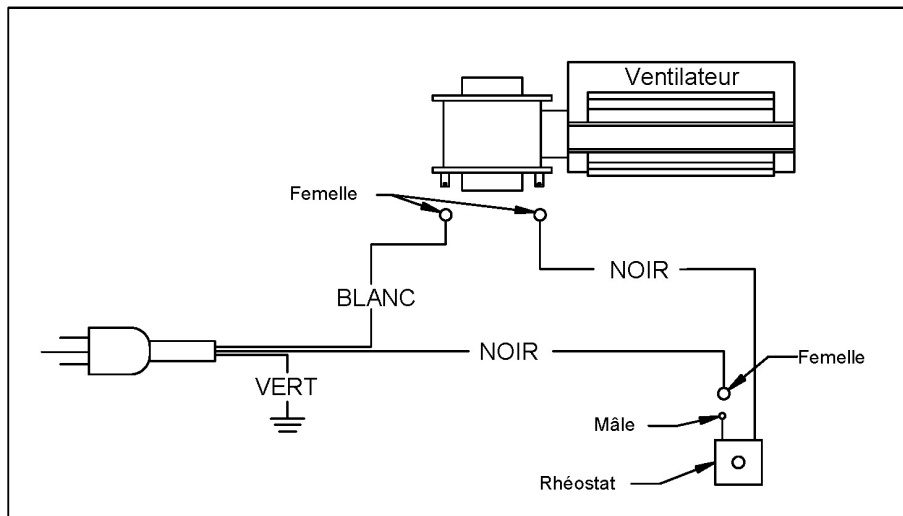 Ventilateur
Femelle
NOIR
BLANC
NOIR
Femelle
VERT
Mâle
Rhéostat